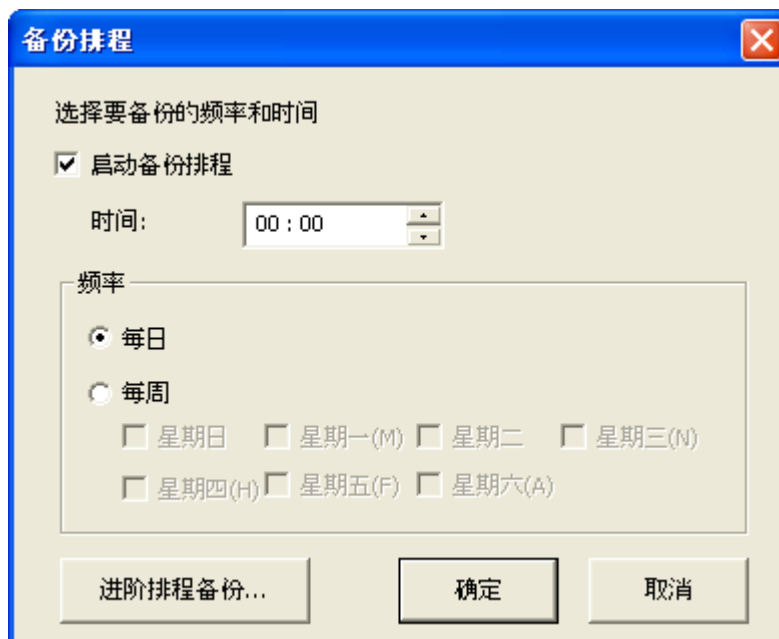 备份排程
选择要备份的频率和时间
启动备份排程
时间: 00 : 00
频率
每日
每周
星期日 星期一(M) 星期二 星期三(N)
星期四(H) 星期五(F) 星期六(A)
进阶排程备份... 确定 取消